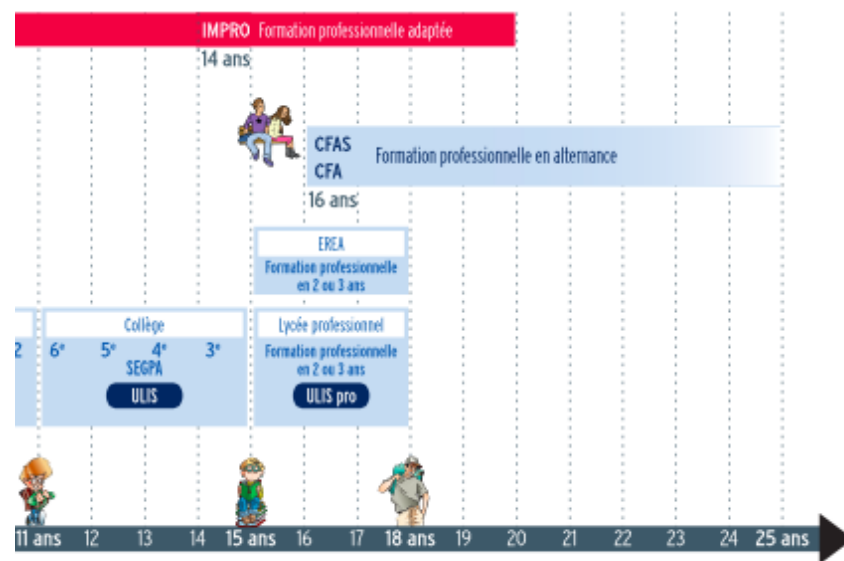 IMPRO Formation professionnelle adaptée
14 ans
CFAS
CFA
Formation professionnelle en alternance
16 ans
EREA
Formation professionnelle
en 2 ou 3 ans
Collège
Lycée professionnel
2
6e 5e 4e 3e
SEGPA
ULIS
Formation professionnelle
en 2 ou 3 ans
ULIS pro
11 ans 12 13 14 15 ans 16 17 18 ans 19 20 21 22 23 24 25 ans